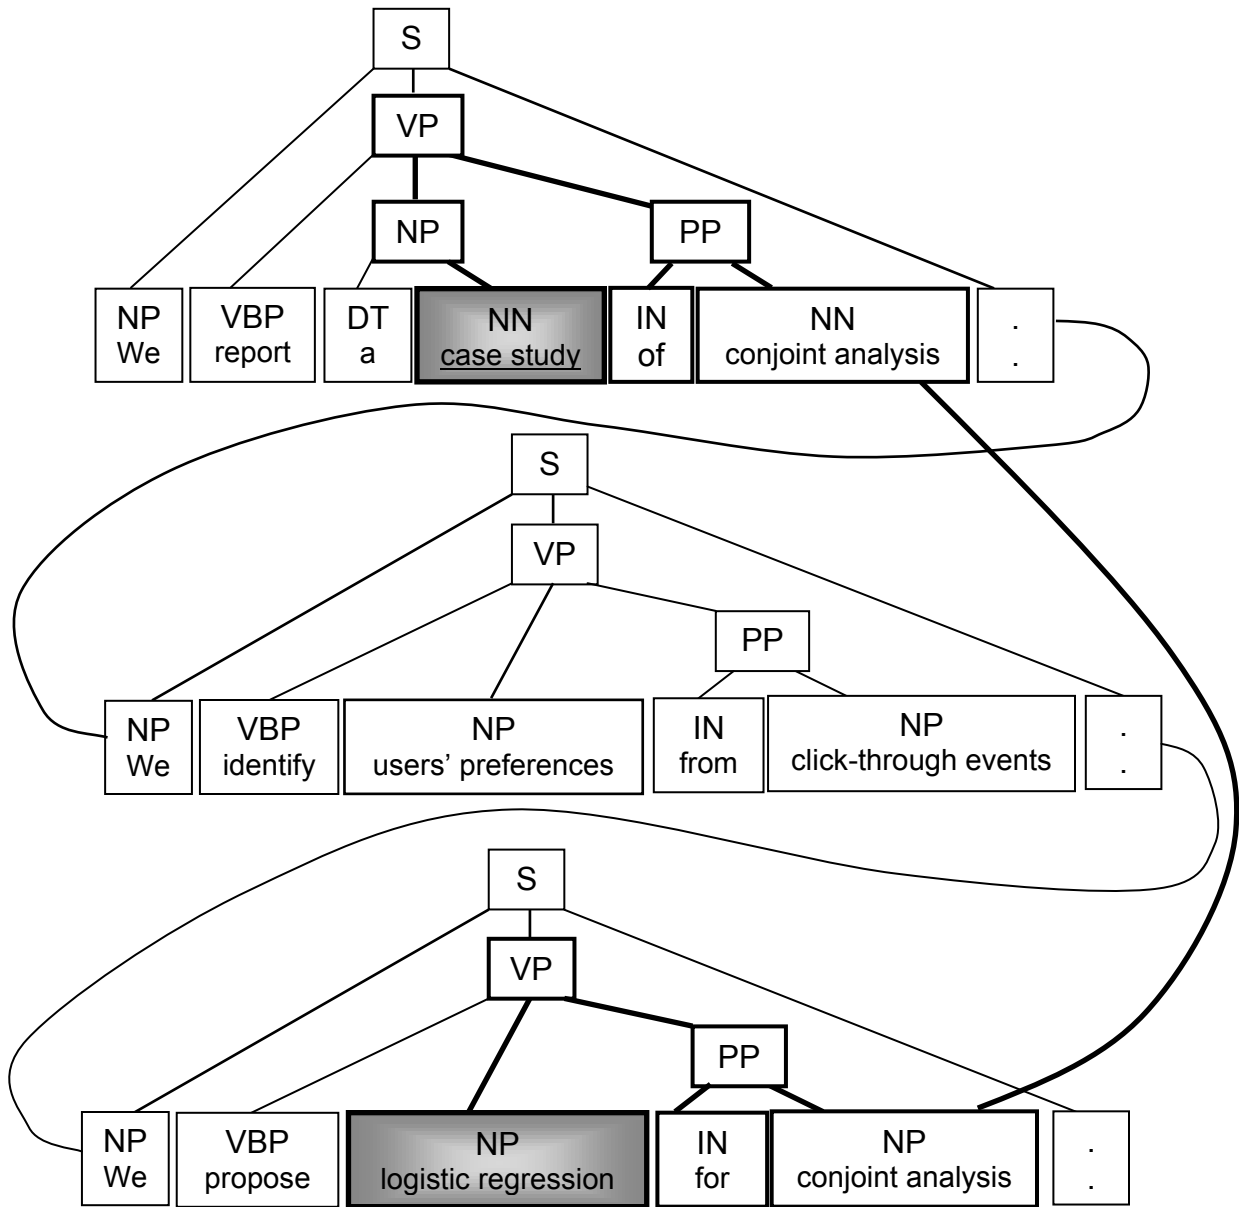 S
VP
NP PP
NP VBP DT NN IN NN .
We report a case study of conjoint analysis .
S
VP
PP
NP VBP NP IN NP .
We identify users’ preferences from click-through events .
S
VP
PP
NP VBP NP IN NP .
We propose logistic regression for conjoint analysis .